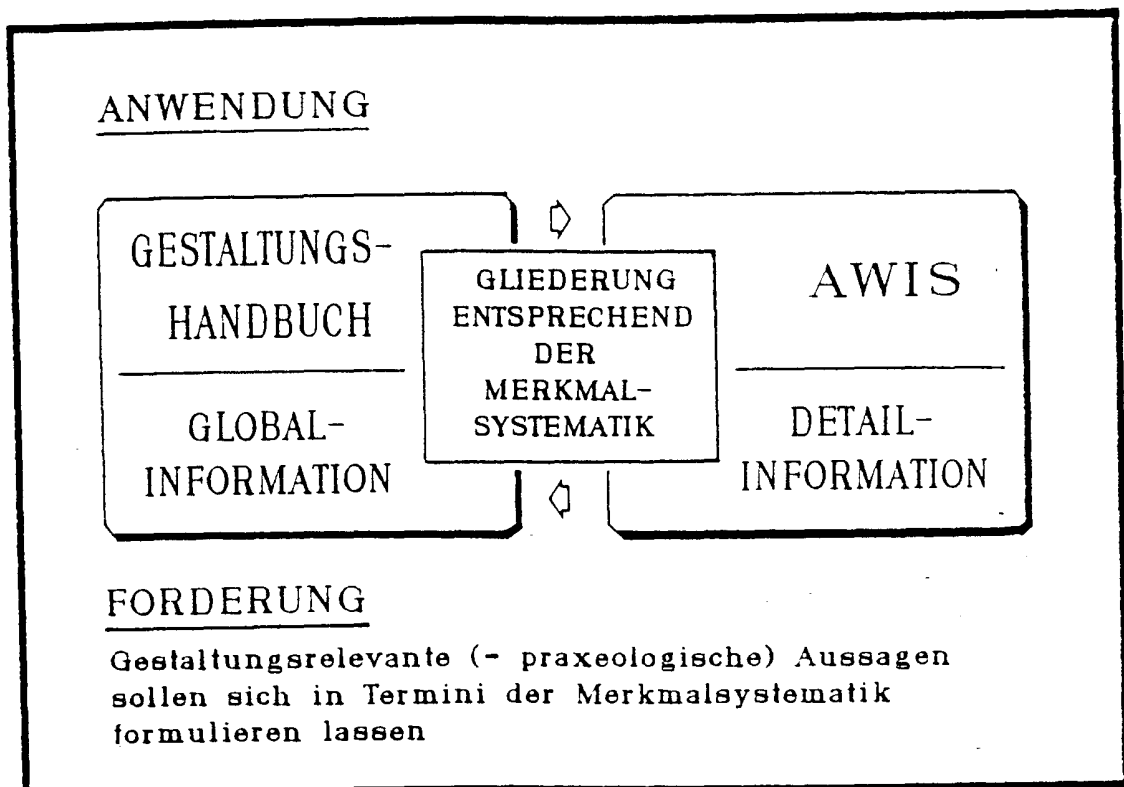 ANWENDUNG
GESTALTUNGS-
HANDBUCH
GLOBAL-
INFORMATION
GLIEDERUNG
ENTSPRECHEND
DER
MERKMAL-
SYSTEMATIK
AWIS
DETAIL-
INFORMATION
FORDERUNG
Gestaltungsrelevante (- praxeologische) Aussagen
sollen sich in Termini der Merkmalsystematik
formulieren lassen